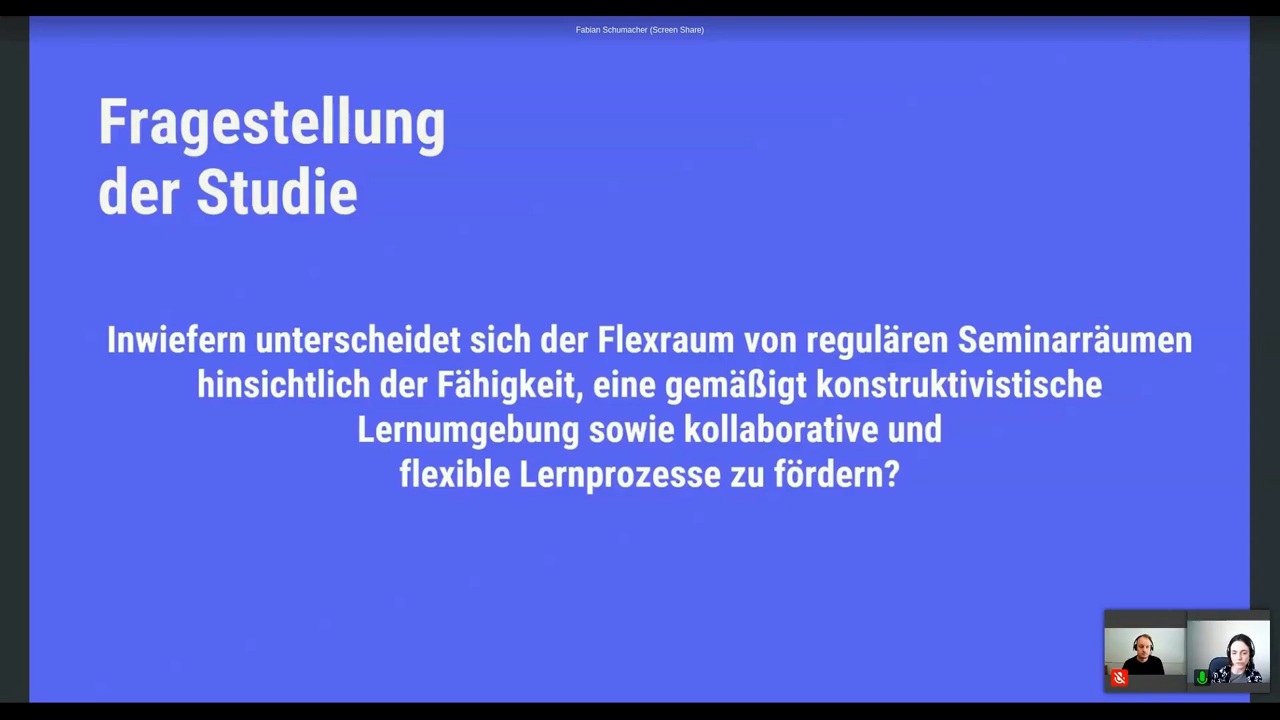 Fabian Schumacher (Screen Share)
Fragestellung
der Studie
Inwiefern unterscheidet sich der Flexraum von regulären Seminarräumen
hinsichtlich der Fähigkeit, eine gemäßigt konstruktivistische
Lernumgebung sowie kollaborative und
flexible Lernprozesse zu fördern?